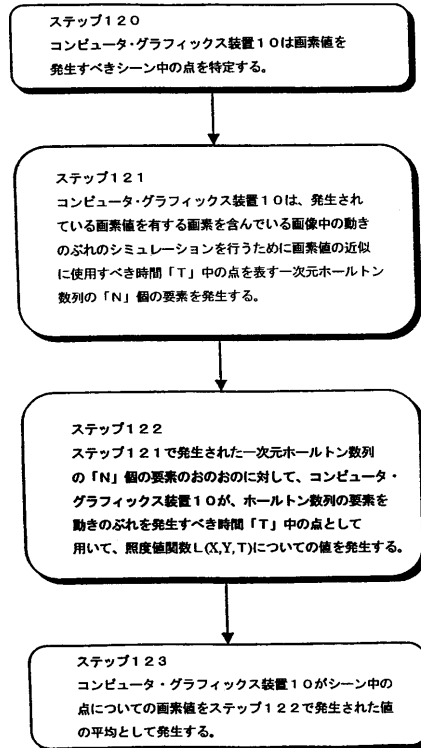 ステップ120
コンピュータ・グラフィックス装置10は画素値を
発生すべきシーン中の点を特定する。
ステップ121
コンピュータ・グラフィックス装置10は、発生され
ている画素値を有する画素を含んでいる画像中の動き
のぶれのシミュレーションを行うために画素値の近似
に使用すべき時間「T」中の点を表す一次元ホールトン
数列の「N」個の要素を発生する。
ステップ122
ステップ121で発生された一次元ホールトン数列
の「N」個の要素のおのおのに対して、コンピュータ・
グラフィックス装置10が、ホールトン数列の要素を
動きのぶれを発生すべき時間「T」中の点として
用いて、照度値関数L(X,Y,T)についての値を発生する。
ステップ123
コンピュータ・グラフィックス装置10がシーン中の
点についての画素値をステップ122で発生された値
の平均として発生する。